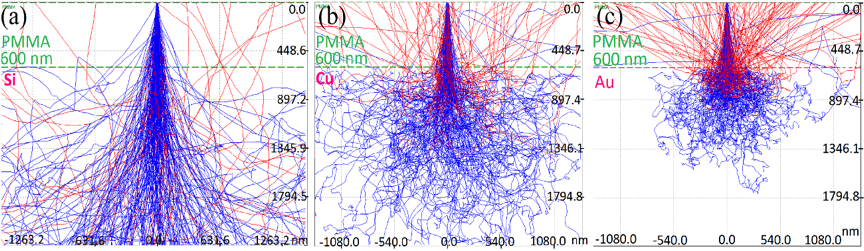 (a)
0.0
PMMA
448.6
600 nm
Si
897.2
1345.9
1794.5
-1263.2 631.6 0.0 631.6 1263.2 nm
(b)
0.0
PMMA
448.7
600 nm
Cu
897.4
1346.1
1794.8
-1080.0 -540.0 0.0 540.0 1080.0 nm
(c)
0.0
PMMA
448.7
600 nm
Au
897.4
1346.1
1794.8
-1080.0 -540.0 0.0 540.0 1080.0 nm